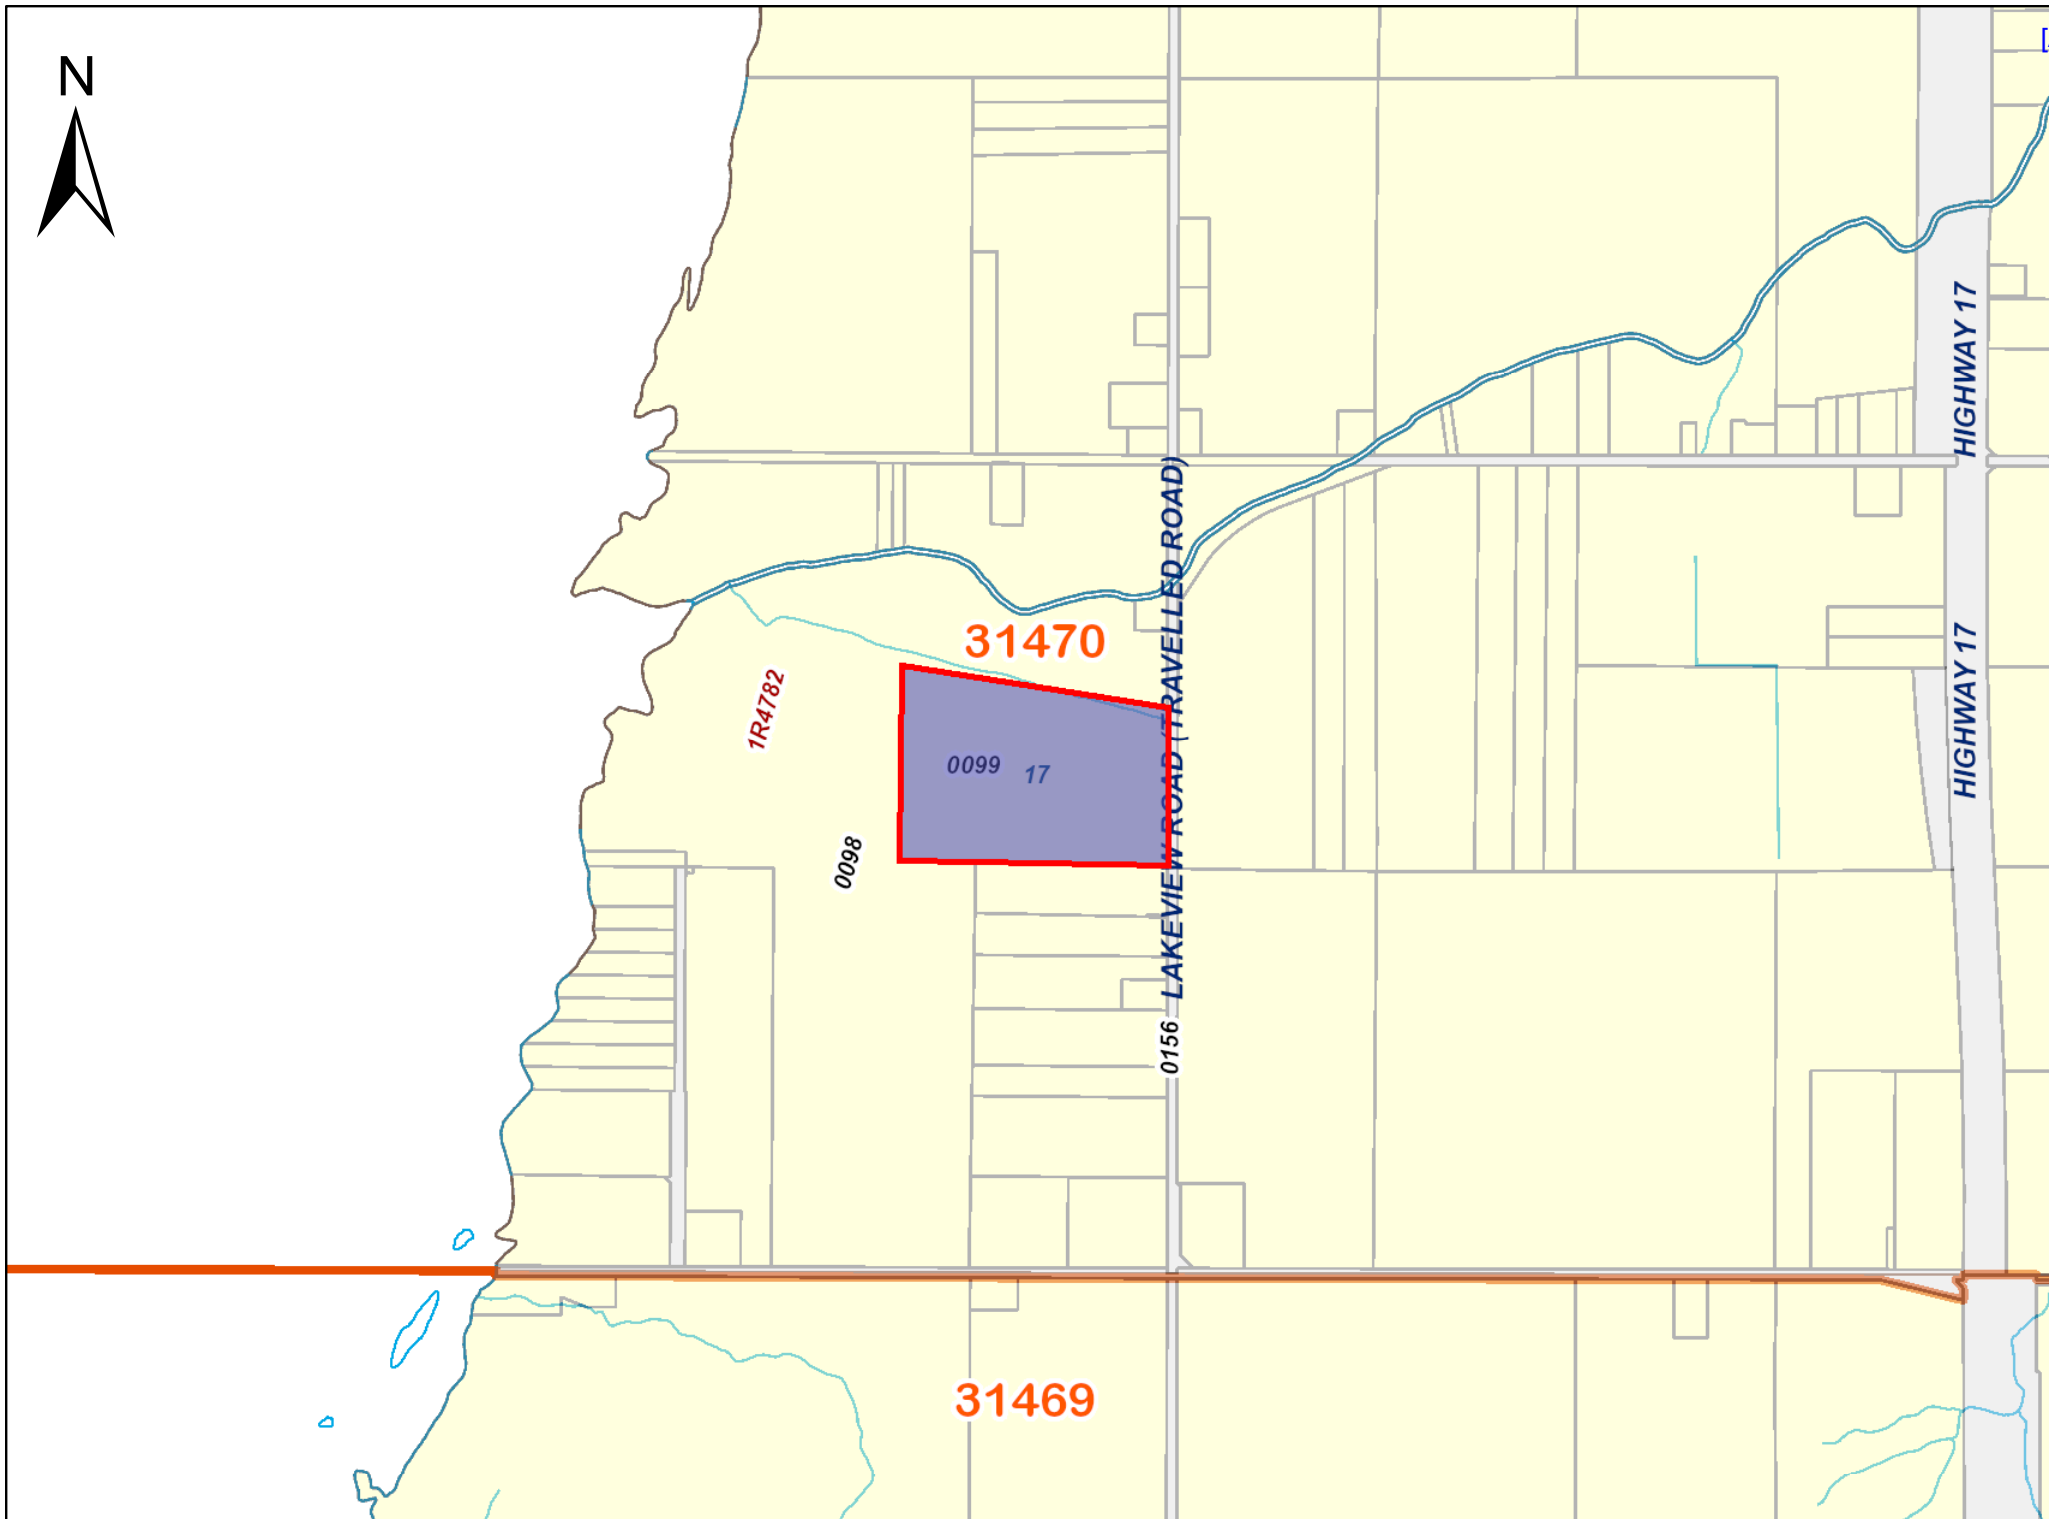 N
HIGHWAY 17
LAKEVIEW ROAD (TRAVELLED ROAD)
31470
1R4782
HIGHWAY 17
0099
17
0098
0156
31469